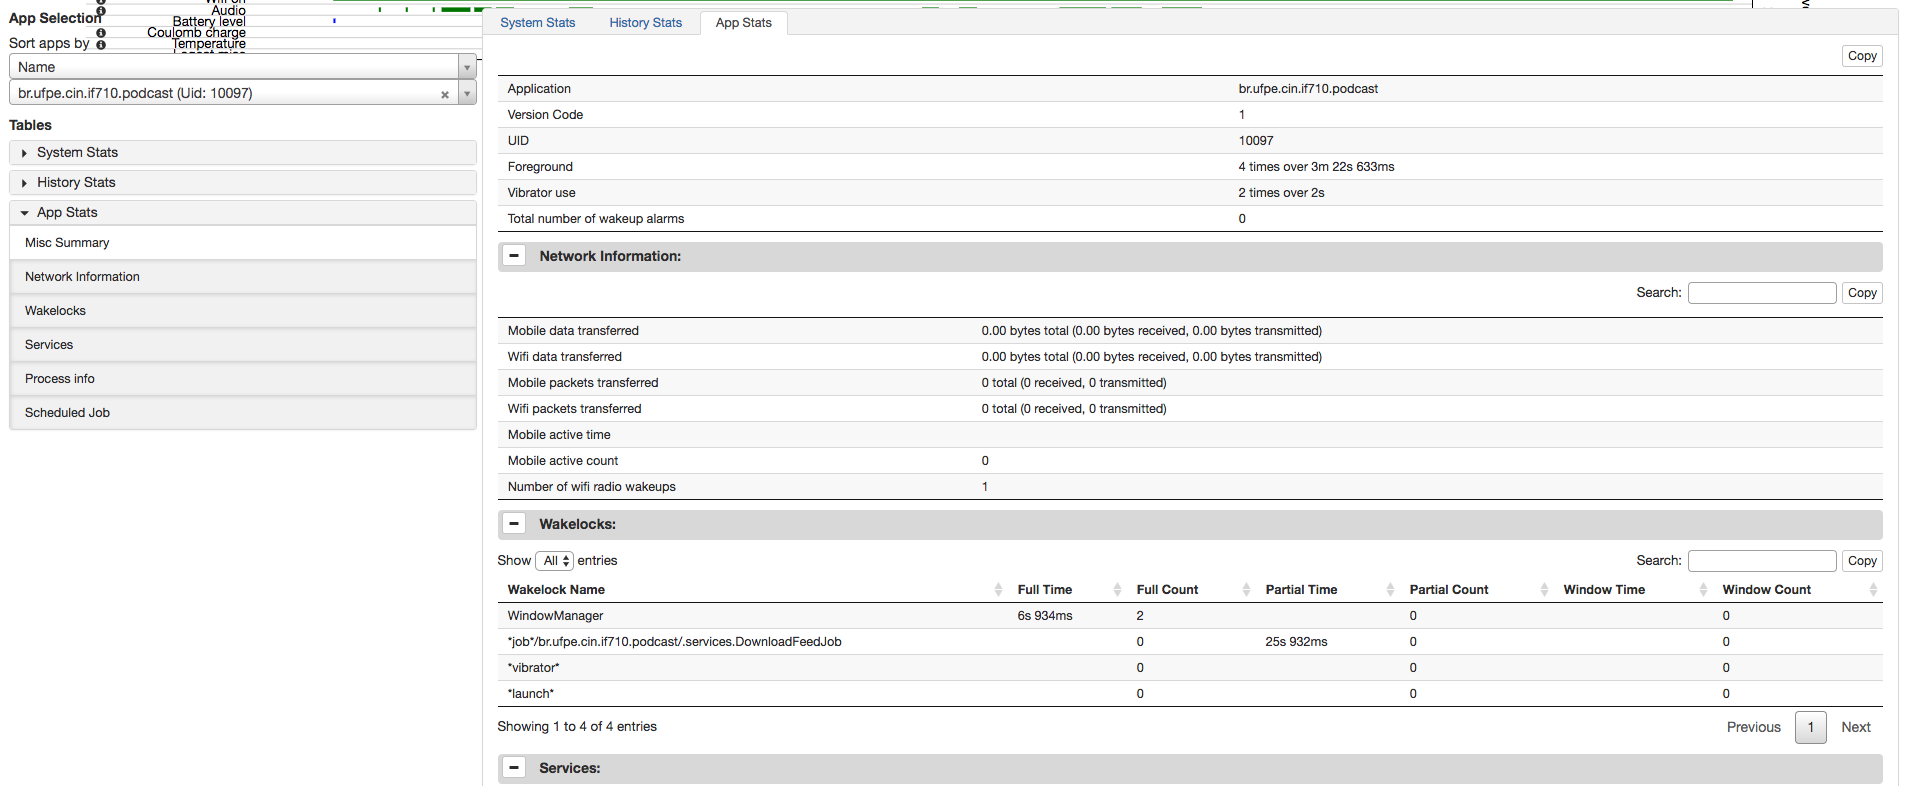 Audio
App Selection
Battery level
Coulomb charge
Sort apps by
Temperature
Name
br.ufpe.cin.if710.podcast (Uid: 10097)
Tables
System Stats
History Stats
App Stats
Misc Summary
Network Information
Wakelocks
Services
Process info
Scheduled Job
System Stats History Stats App Stats
Copy
Application br.ufpe.cin.if710.podcast
Version Code 1
UID 10097
Foreground 4 times over 3m 22s 633ms
Vibrator use 2 times over 2s
Total number of wakeup alarms 0
Network Information:
Search: Copy
Mobile data transferred 0.00 bytes total (0.00 bytes received, 0.00 bytes transmitted)
Wifi data transferred 0.00 bytes total (0.00 bytes received, 0.00 bytes transmitted)
Mobile packets transferred 0 total (0 received, 0 transmitted)
Wifi packets transferred 0 total (0 received, 0 transmitted)
Mobile active time
Mobile active count 0
Number of wifi radio wakeups 1
Wakelocks:
Show All entries Search: Copy
Wakelock Name Full Time Full Count Partial Time Partial Count Window Time Window Count
WindowManager 6s 934ms 2 0 0
*job*/br.ufpe.cin.if710.podcast/.services.DownloadFeedJob 0 25s 932ms 0 0
*vibrator* 0 0 0
*launch* 0 0 0
Showing 1 to 4 of 4 entries Previous 1 Next
Services: